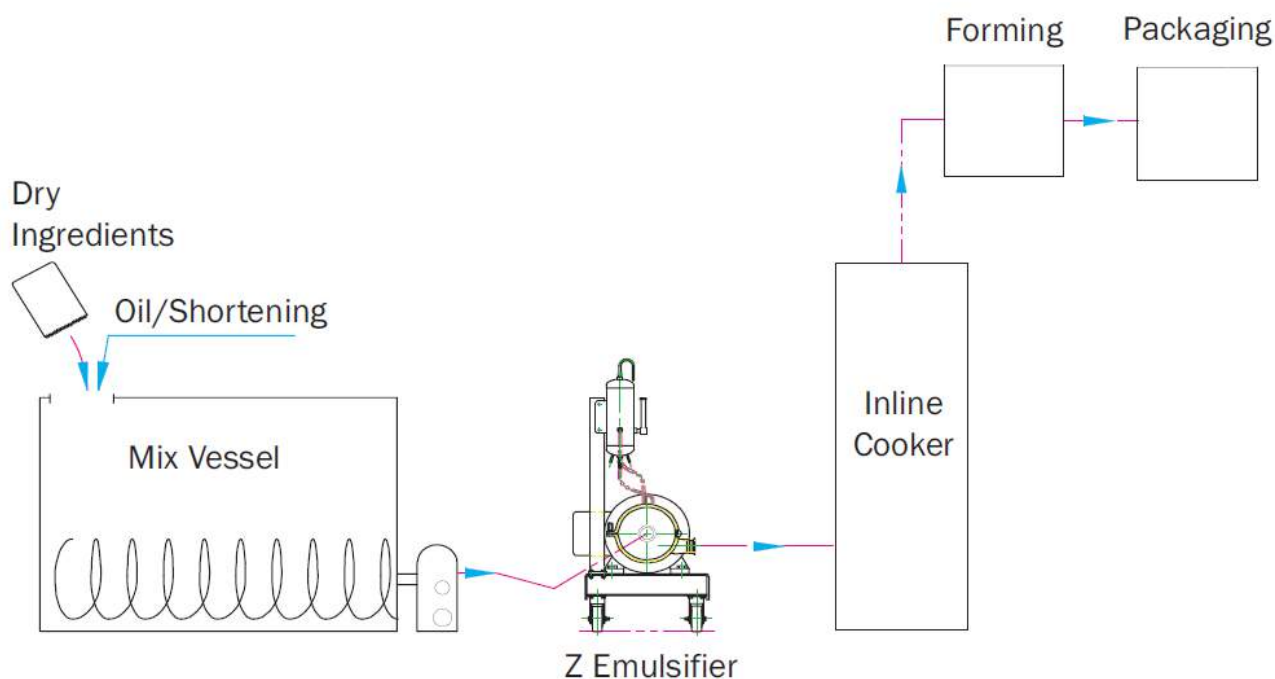 Forming
Packaging
Dry
Ingredients
Oil/Shortening
Mix Vessel
Inline
Cooker
Z Emulsifier